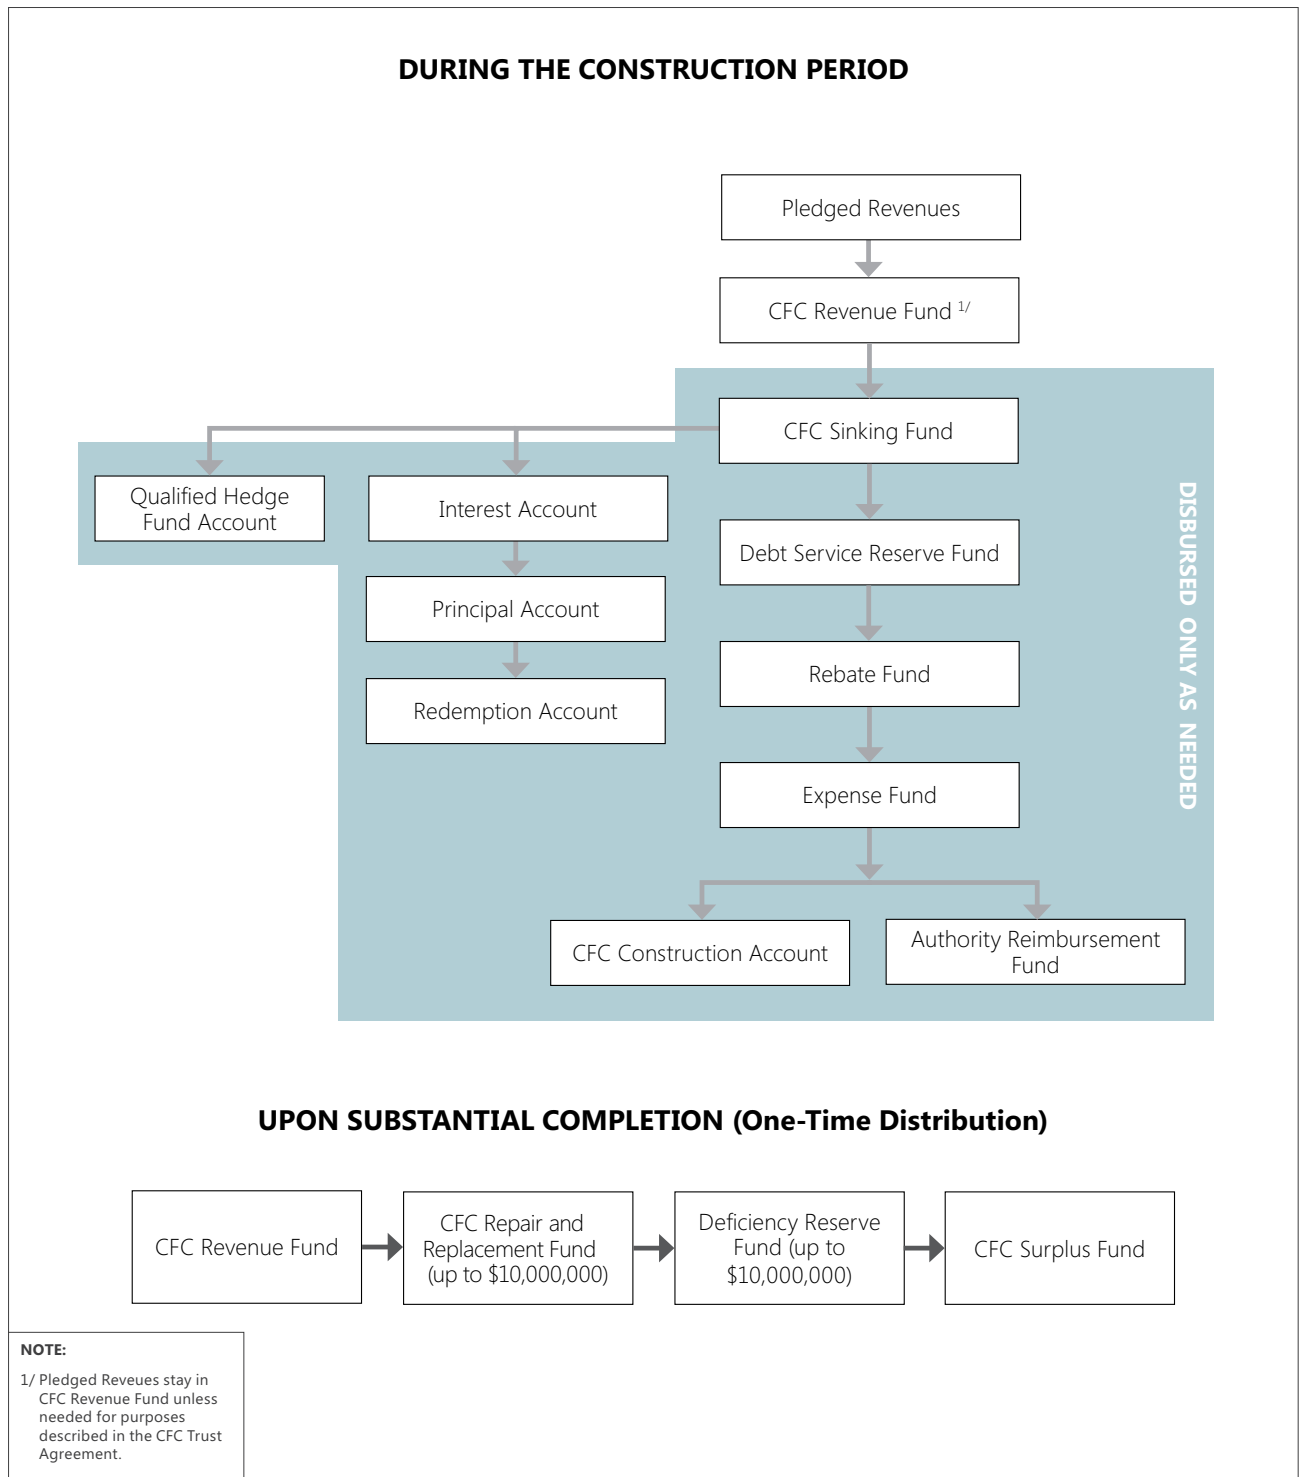 DURING THE CONSTRUCTION PERIOD
Pledged Revenues
CFC Revenue Fund 1/
CFC Sinking Fund
Qualified Hedge
Fund Account
Interest Account
Debt Service Reserve Fund
Principal Account
Rebate Fund
Redemption Account
Expense Fund
CFC Construction Account
Authority Reimbursement
Fund
DISBURSED ONLY AS NEEDED
UPON SUBSTANTIAL COMPLETION (One-Time Distribution)
CFC Revenue Fund
CFC Repair and
Replacement Fund
(up to $10,000,000)
Deficiency Reserve
Fund (up to
$10,000,000)
CFC Surplus Fund
NOTE:
1/ Pledged Reveues stay in
CFC Revenue Fund unless
needed for purposes
described in the CFC Trust
Agreement.